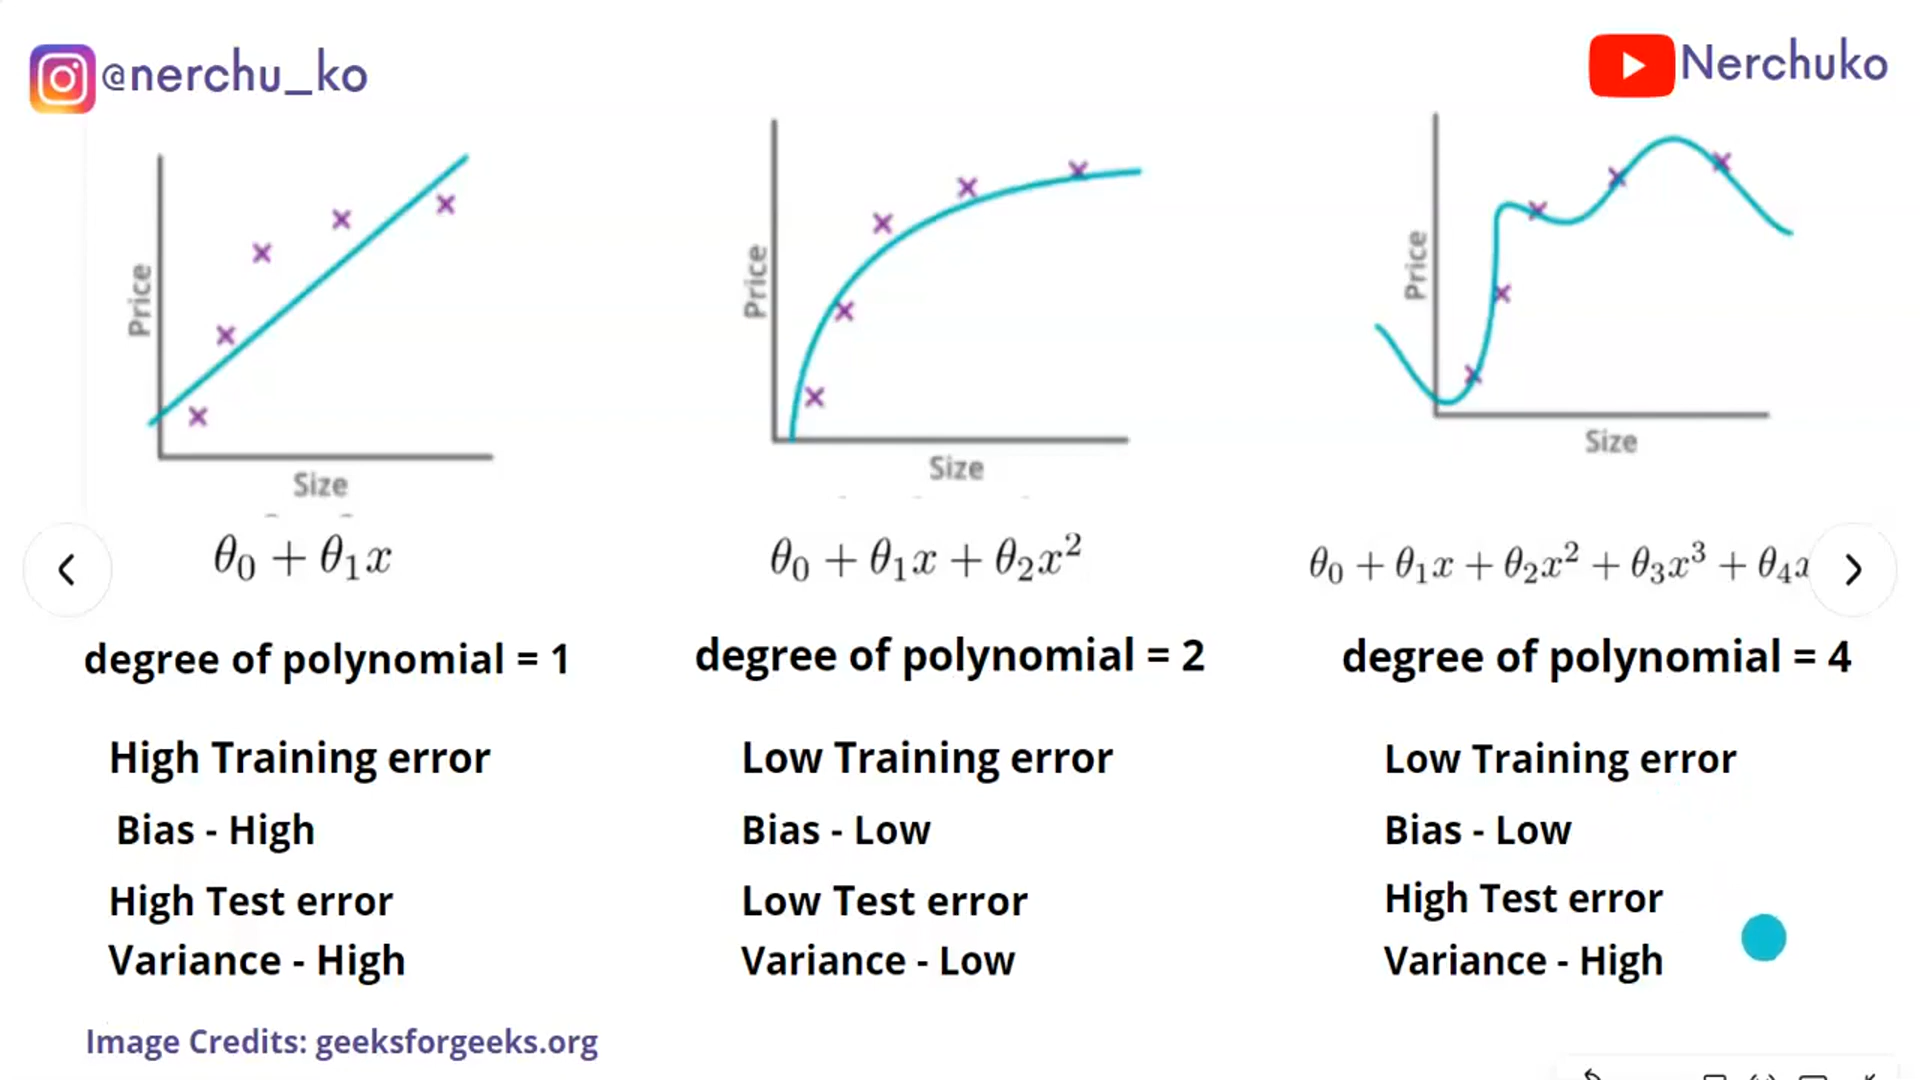 @nerchu_ko
Nerchuko
Price
Size
Price
Size
Price
Size
θ₀ + θ₁x
θ₀ + θ₁x + θ₂x²
θ₀ + θ₁x + θ₂x² + θ₃x³ + θ₄
degree of polynomial = 1
degree of polynomial = 2
degree of polynomial = 4
High Training error
Bias - High
High Test error
Variance - High
Low Training error
Bias - Low
Low Test error
Variance - Low
Low Training error
Bias - Low
High Test error
Variance - High
Image Credits: geeksforgeeks.org